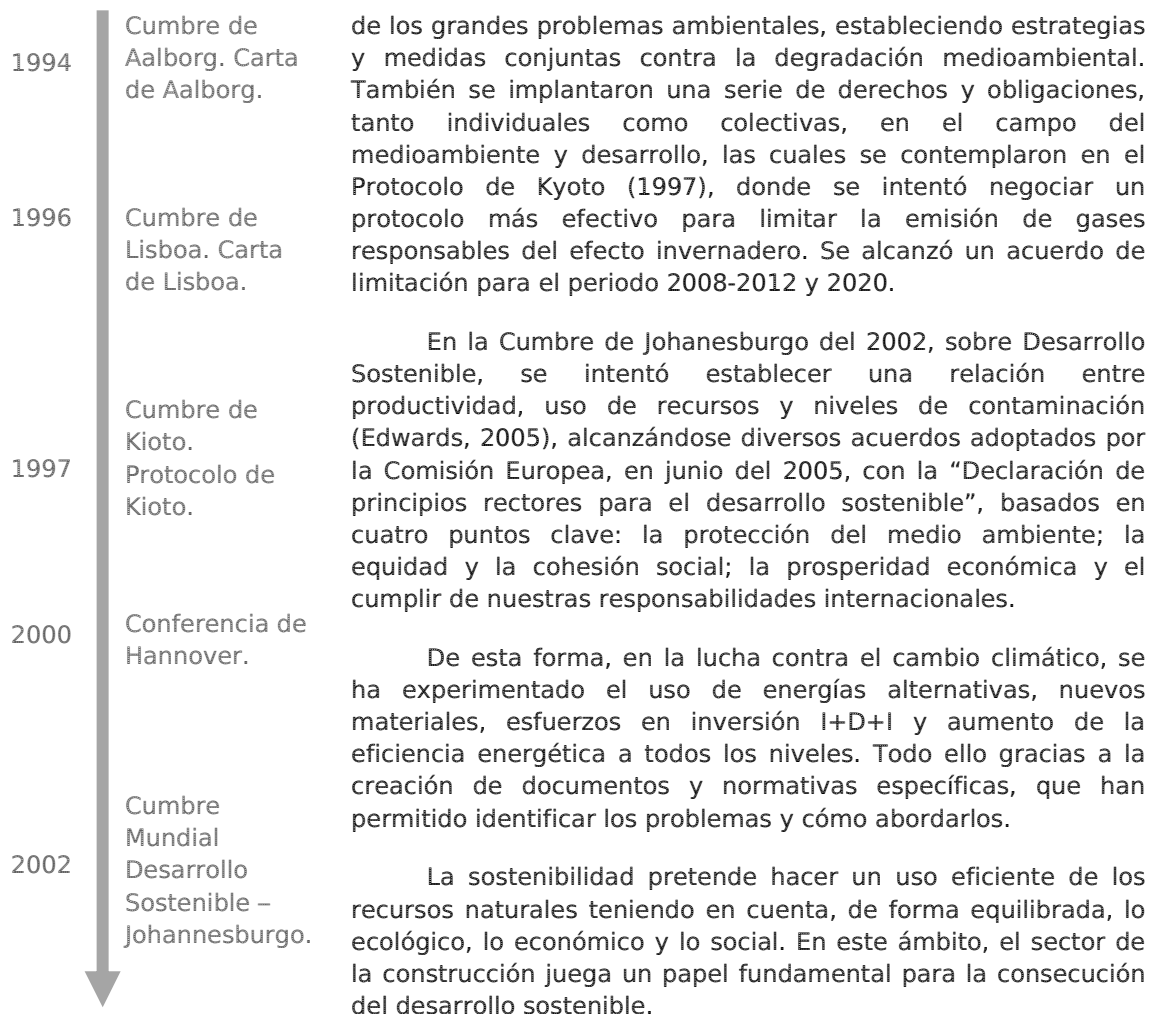 1994
Cumbre de
Aalborg. Carta
de Aalborg.
1996
Cumbre de
Lisboa. Carta
de Lisboa.
1997
Cumbre de
Kioto.
Protocolo de
Kioto.
2000
Conferencia de
Hannover.
2002
Cumbre
Mundial
Desarrollo
Sostenible –
Johannesburgo.
de los grandes problemas ambientales, estableciendo estrategias
y medidas conjuntas contra la degradación medioambiental.
También se implantaron una serie de derechos y obligaciones,
tanto individuales como colectivas, en el campo del
medioambiente y desarrollo, las cuales se contemplaron en el
Protocolo de Kyoto (1997), donde se intentó negociar un
protocolo más efectivo para limitar la emisión de gases
responsables del efecto invernadero. Se alcanzó un acuerdo de
limitación para el periodo 2008-2012 y 2020.
En la Cumbre de Johanesburgo del 2002, sobre Desarrollo
Sostenible, se intentó establecer una relación entre
productividad, uso de recursos y niveles de contaminación
(Edwards, 2005), alcanzándose diversos acuerdos adoptados por
la Comisión Europea, en junio del 2005, con la “Declaración de
principios rectores para el desarrollo sostenible”, basados en
cuatro puntos clave: la protección del medio ambiente; la
equidad y la cohesión social; la prosperidad económica y el
cumplir de nuestras responsabilidades internacionales.
De esta forma, en la lucha contra el cambio climático, se
ha experimentado el uso de energías alternativas, nuevos
materiales, esfuerzos en inversión I+D+I y aumento de la
eficiencia energética a todos los niveles. Todo ello gracias a la
creación de documentos y normativas específicas, que han
permitido identificar los problemas y cómo abordarlos.
La sostenibilidad pretende hacer un uso eficiente de los
recursos naturales teniendo en cuenta, de forma equilibrada, lo
ecológico, lo económico y lo social. En este ámbito, el sector de
la construcción juega un papel fundamental para la consecución
del desarrollo sostenible.